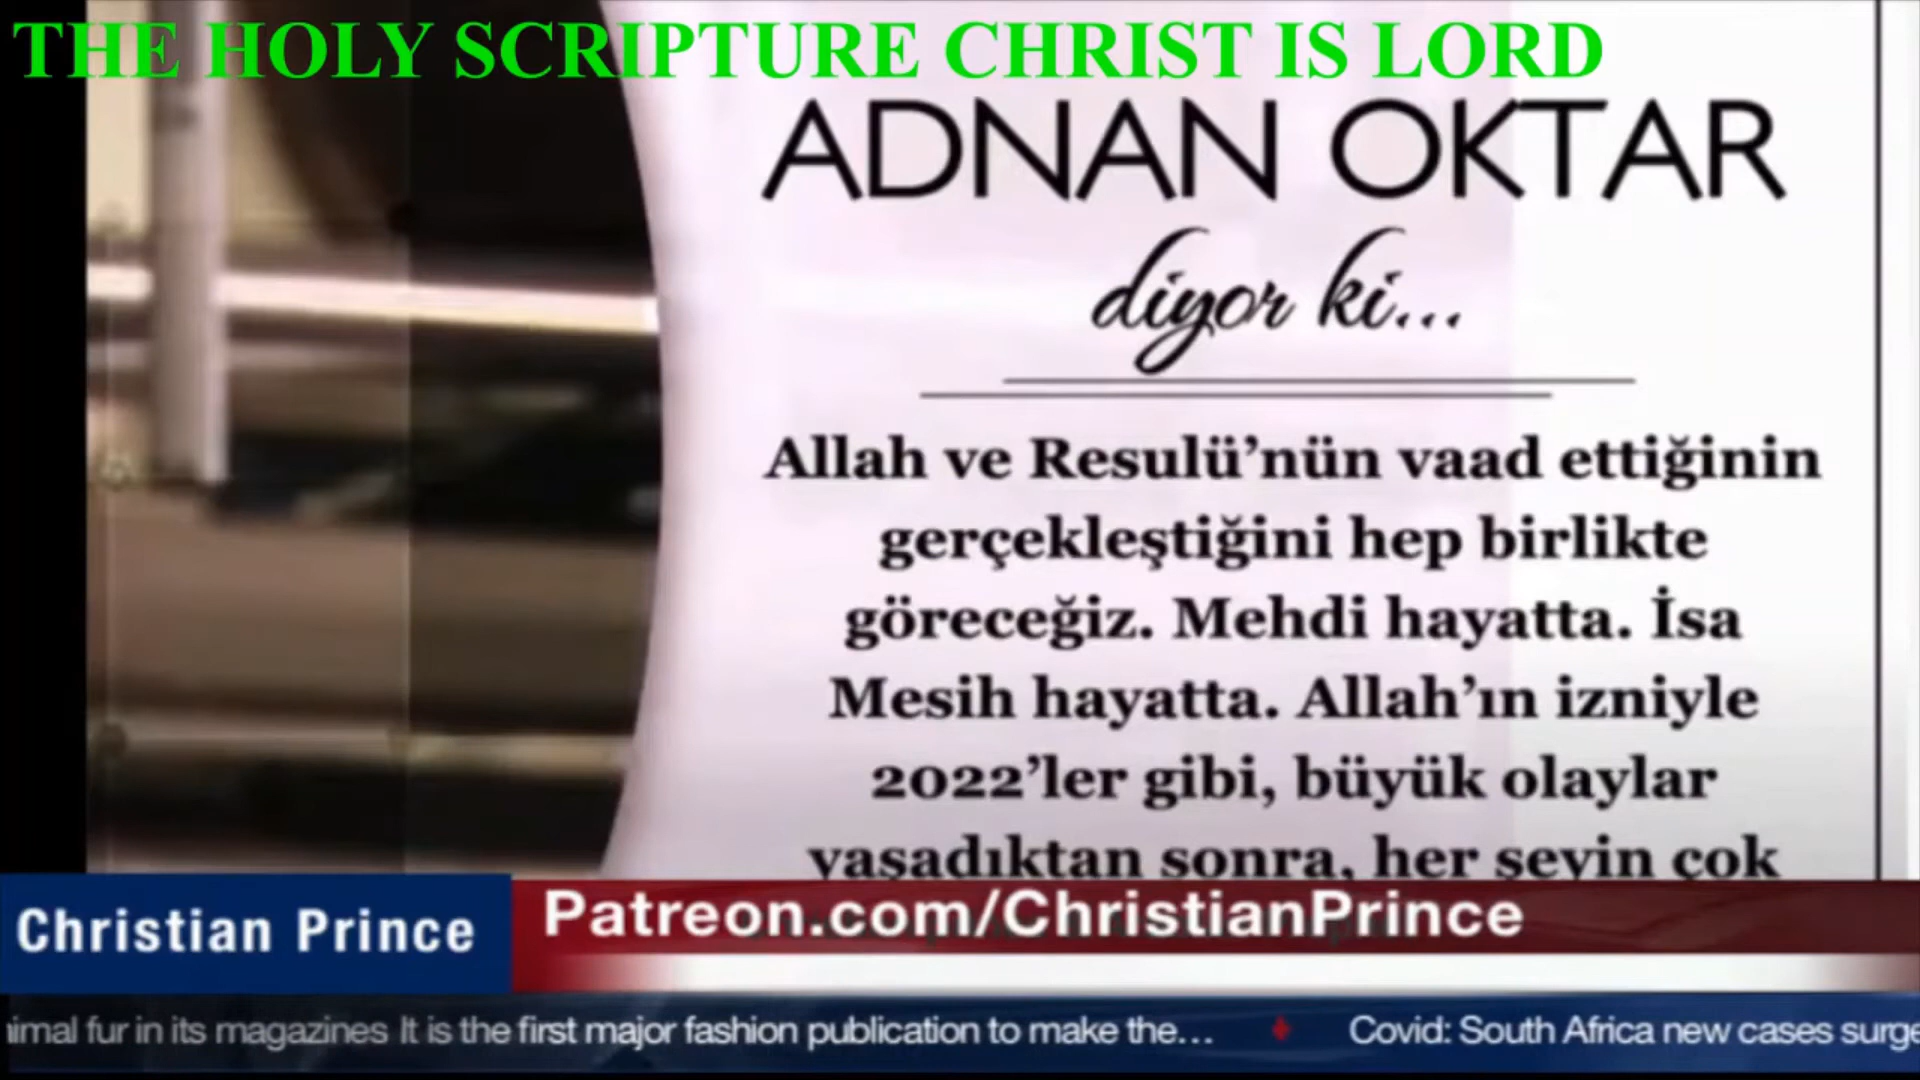 THE HOLY SCRIPTURE CHRIST IS LORD
ADNAN OKTAR
diyor ki...
Allah ve Resulü'nün vaad ettiğinin
gerçekleştiğini hep birlikte
göreceğiz. Mehdi hayatta. İsa
Mesih hayatta. Allah'ın izniyle
2022'ler gibi, büyük olaylar
yaşadıktan sonra, her şeyin çok
Christian Prince
Patreon.com/ChristianPrince
imal fur in its magazines It is the first major fashion publication to make the... Covid: South Africa new cases surge